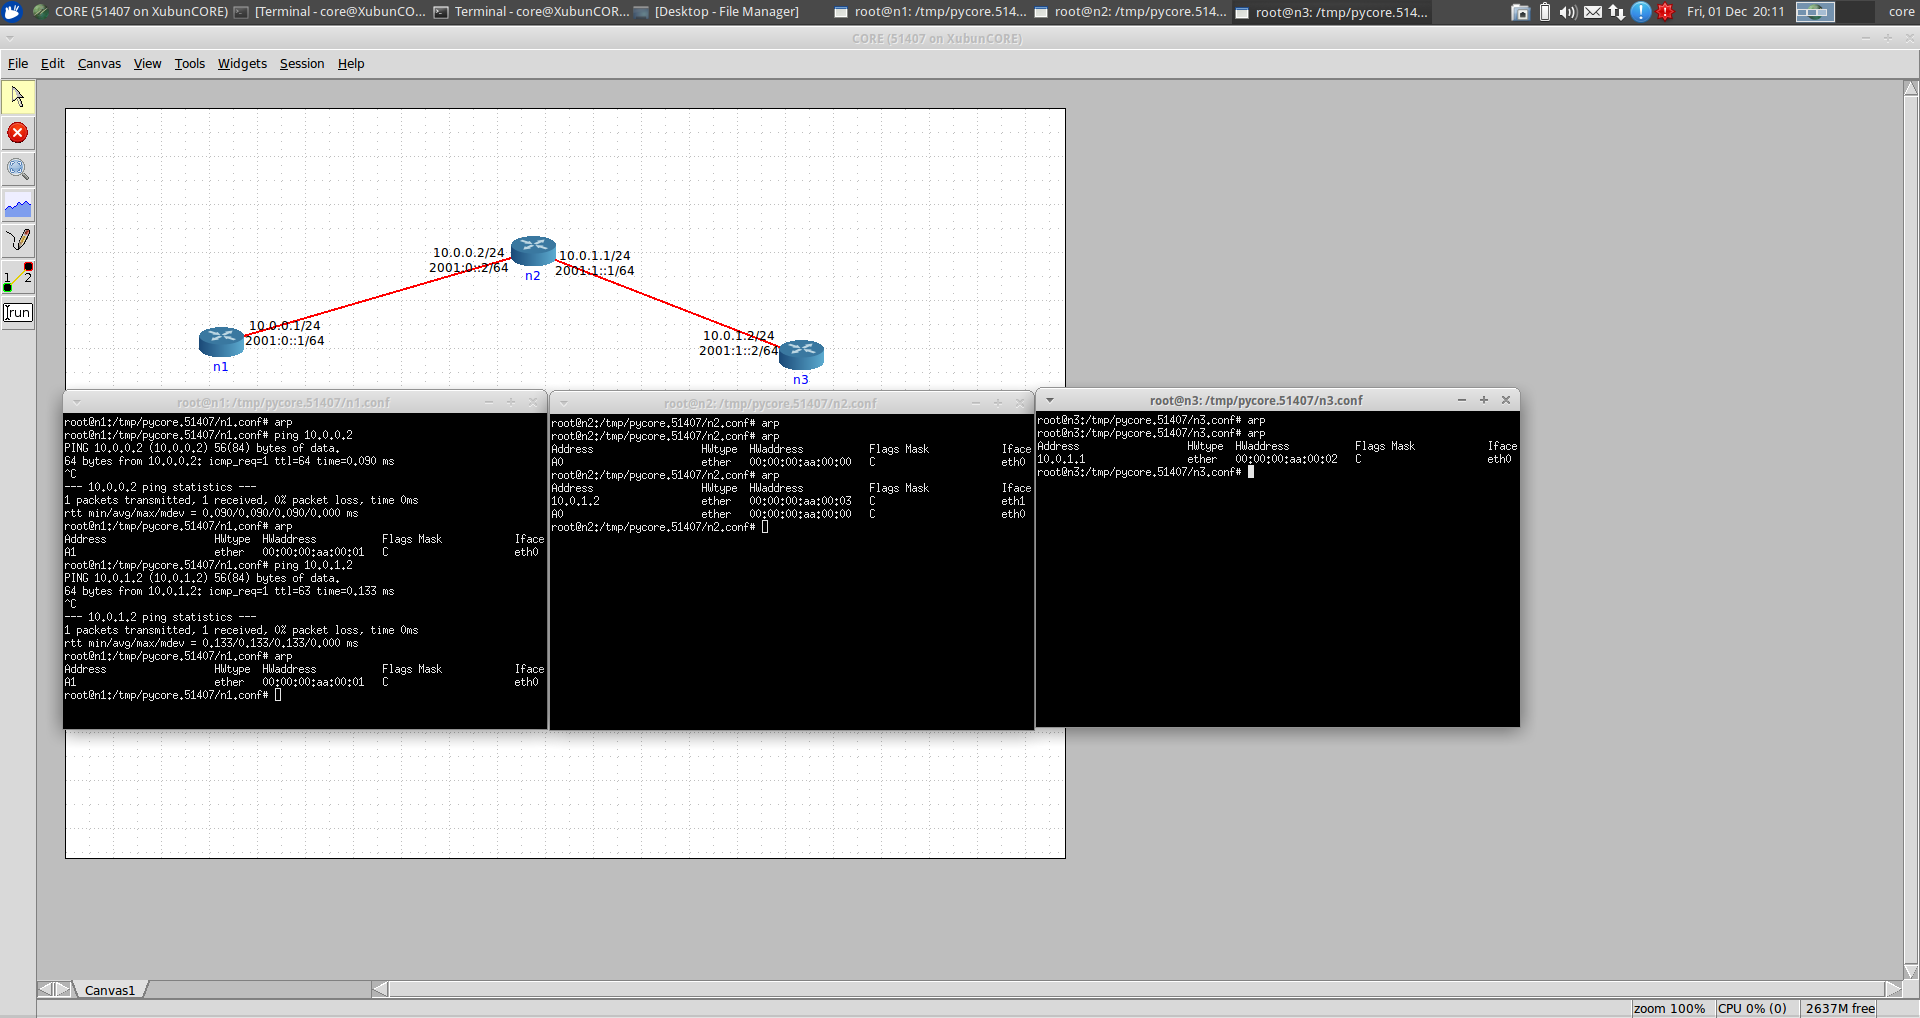 CORE (51407 on XubunCORE)
[Terminal - core@XubunCO...
Terminal - core@XubunCOR...
[Desktop - File Manager]
root@n1: /tmp/pycore.514...
root@n2: /tmp/pycore.514...
root@n3: /tmp/pycore.514...
Fri, 01 Dec 20:11
core
CORE (51407 on XubunCORE)
File Edit Canvas View Tools Widgets Session Help
1 2
run
10.0.0.2/24
2001:0::2/64
n2
10.0.1.1/24
2001:1::1/64
10.0.0.1/24
2001:0::1/64
n1
10.0.1.2/24
2001:1::2/64
n3
root@n1: /tmp/pycore.51407/n1.conf
root@n1:/tmp/pycore.51407/n1.conf# arp
root@n1:/tmp/pycore.51407/n1.conf# ping 10.0.0.2
PING 10.0.0.2 (10.0.0.2) 56(84) bytes of data.
64 bytes from 10.0.0.2: icmp_req=1 ttl=64 time=0.090 ms
^C
--- 10.0.0.2 ping statistics ---
1 packets transmitted, 1 received, 0% packet loss, time 0ms
rtt min/avg/max/mdev = 0.090/0.090/0.090/0.000 ms
root@n1:/tmp/pycore.51407/n1.conf# arp
Address HWtype HWaddress Flags Mask Iface
A1 ether 00:00:00:aa:00:01 C eth0
root@n1:/tmp/pycore.51407/n1.conf# ping 10.0.1.2
PING 10.0.1.2 (10.0.1.2) 56(84) bytes of data.
64 bytes from 10.0.1.2: icmp_req=1 ttl=63 time=0.133 ms
^C
--- 10.0.1.2 ping statistics ---
1 packets transmitted, 1 received, 0% packet loss, time 0ms
rtt min/avg/max/mdev = 0.133/0.133/0.133/0.000 ms
root@n1:/tmp/pycore.51407/n1.conf# arp
Address HWtype HWaddress Flags Mask Iface
A1 ether 00:00:00:aa:00:01 C eth0
root@n1:/tmp/pycore.51407/n1.conf#
root@n2: /tmp/pycore.51407/n2.conf
root@n2:/tmp/pycore.51407/n2.conf# arp
root@n2:/tmp/pycore.51407/n2.conf# arp
Address HWtype HWaddress Flags Mask Iface
A0 ether 00:00:00:aa:00:00 C eth0
root@n2:/tmp/pycore.51407/n2.conf# arp
Address HWtype HWaddress Flags Mask Iface
10.0.1.2 ether 00:00:00:aa:00:03 C eth1
A0 ether 00:00:00:aa:00:00 C eth0
root@n2:/tmp/pycore.51407/n2.conf#
root@n3: /tmp/pycore.51407/n3.conf
root@n3:/tmp/pycore.51407/n3.conf# arp
root@n3:/tmp/pycore.51407/n3.conf# arp
Address HWtype HWaddress Flags Mask Iface
10.0.1.1 ether 00:00:00:aa:00:02 C eth0
root@n3:/tmp/pycore.51407/n3.conf#
Canvas1
zoom 100% CPU 0% (0) 2637M free